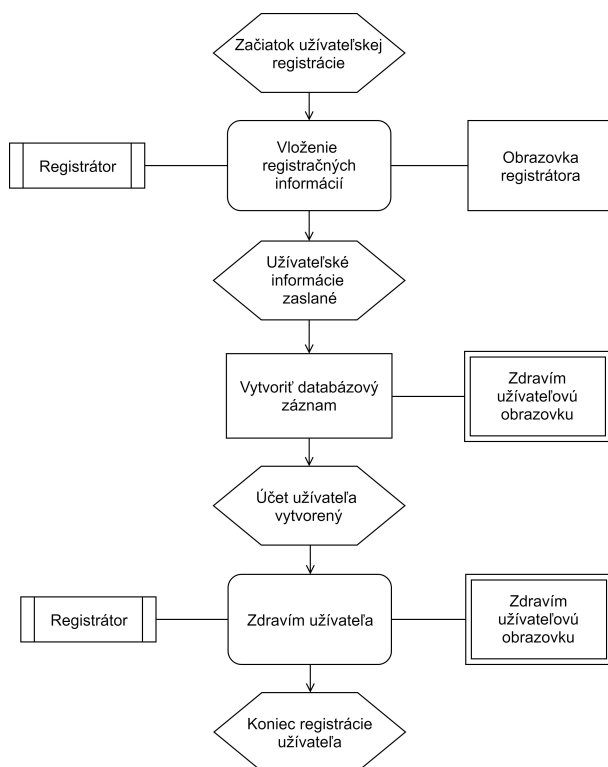 Začiatok užívateľskej
registrácie
Registrátor
Vloženie
registračných
informácií
Obrazovka
registrátora
Užívateľské
informácie
zaslané
Vytvoriť databázový
záznam
Zdravím
užívateľovú
obrazovku
Účet užívateľa
vytvorený
Registrátor
Zdravím užívateľa
Zdravím
užívateľovú
obrazovku
Koniec registrácie
užívateľa